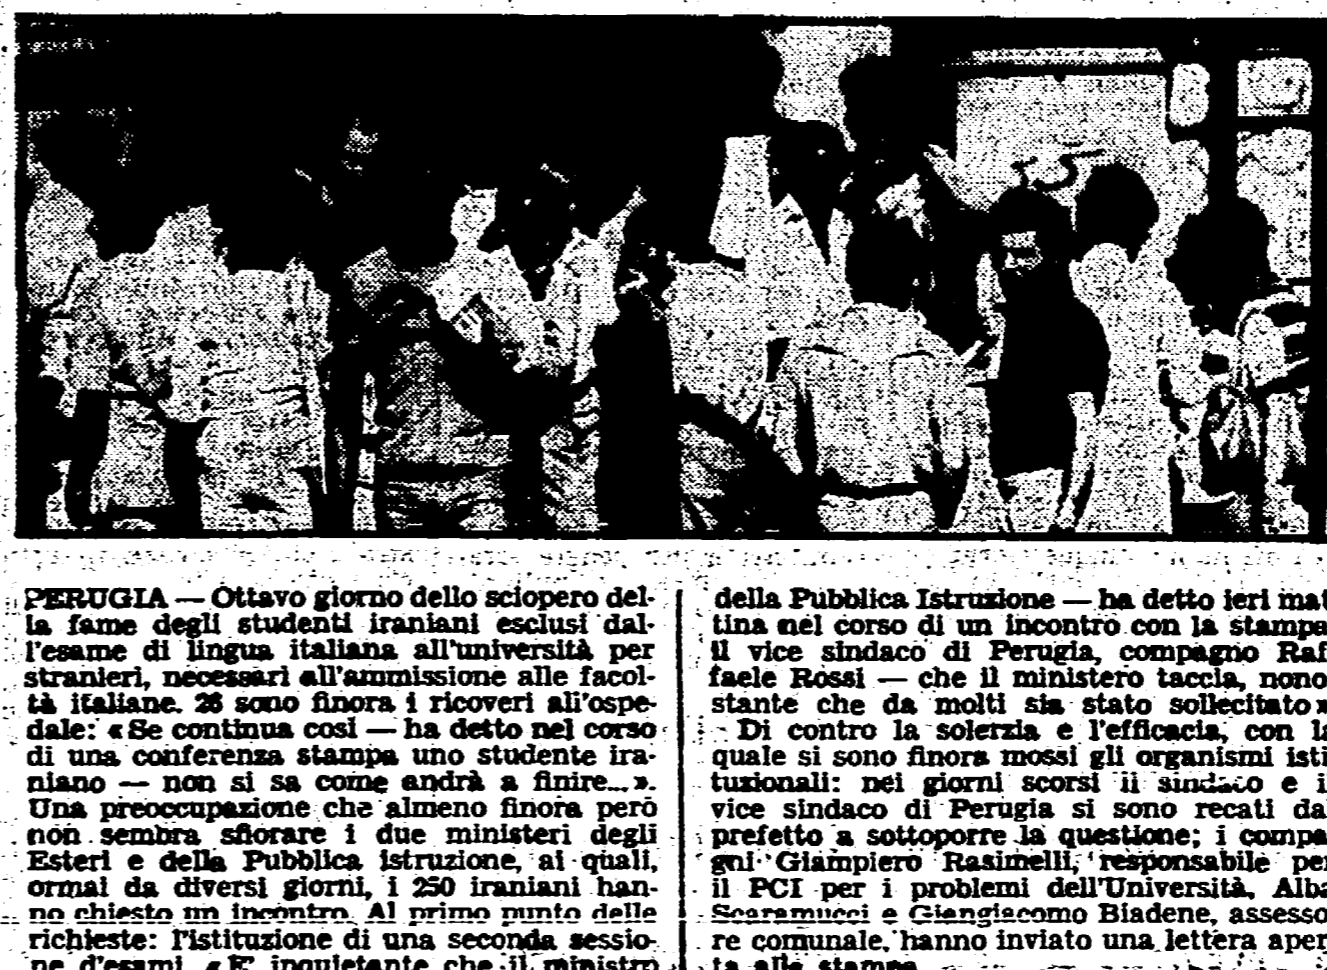 PERUGIA — Ottavo giorno dello sciopero del-
la fame degli studenti iraniani esclusi dal-
l'esame di lingua italiana all'università per
stranieri, necessari all'ammissione alle facol-
tà italiane. 26 sono finora i ricoveri all'ospe-
dale: « Se continua così — ha detto nel corso
di una conferenza stampa uno studente ira-
niano — non si sa come andrà a finire... ».
Una preoccupazione che almeno finora però
non sembra sfiorare i due ministeri degli
Esteri e della Pubblica istruzione, ai quali,
ormai da diversi giorni, i 250 iraniani han-
no chiesto un incontro. Al primo punto delle
richieste: l'istituzione di una seconda sessio-
ne d'esami. « E' inquietante che il ministro
della Pubblica Istruzione — ha detto ieri mat
tina nel corso di un incontro con la stampa
il vice sindaco di Perugia, compagno Raf
faele Rossi — che il ministero taccia, nono
stante che da molti sia stato sollecitato »
Di contro la solerzia e l'efficacia, con la
quale si sono finora mossi gli organismi isti
tuzionali: nei giorni scorsi il sindaco e i
vice sindaco di Perugia si sono recati dal
prefetto a sottoporre la questione; i compa
gni Giampiero Rasimelli, responsabile per
il PCI per i problemi dell'Università, Alba
Scaramucci e Giangiacomo Biadene, assesso
re comunale, hanno inviato una lettera aper
ta alla stampa